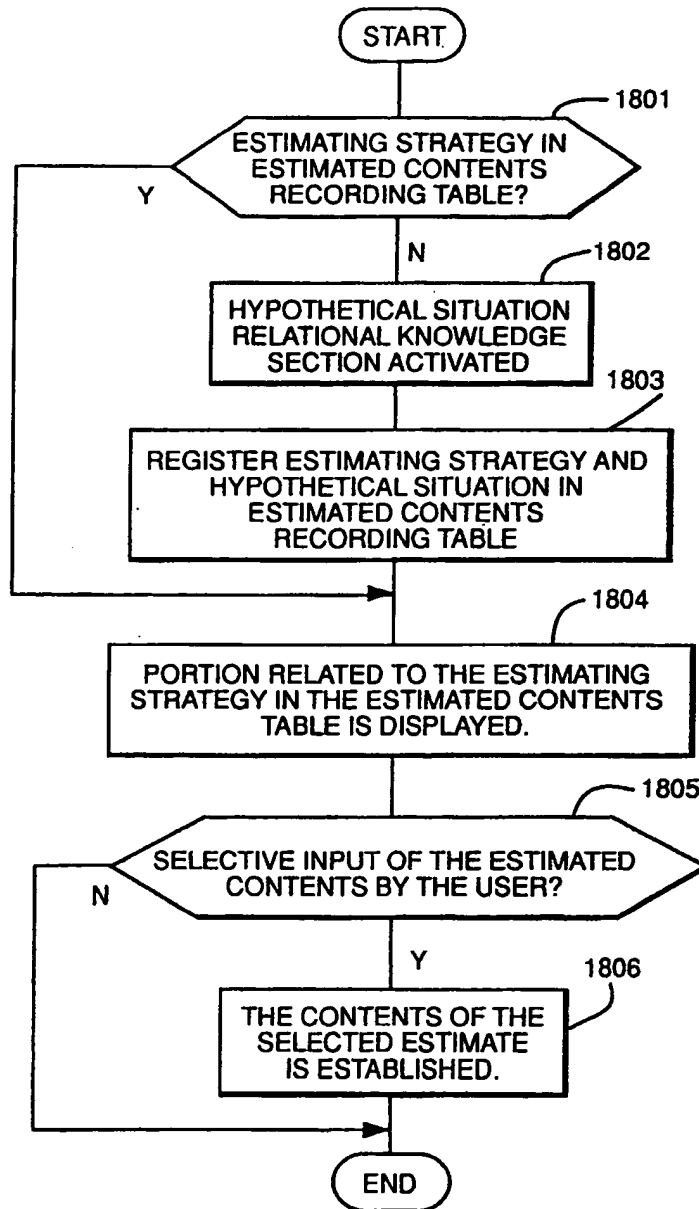 START
1801
ESTIMATING STRATEGY IN
ESTIMATED CONTENTS
RECORDING TABLE?
Y
N
1802
HYPOTHETICAL SITUATION
RELATIONAL KNOWLEDGE
SECTION ACTIVATED
1803
REGISTER ESTIMATING STRATEGY AND
HYPOTHETICAL SITUATION IN
ESTIMATED CONTENTS
RECORDING TABLE
1804
PORTION RELATED TO THE ESTIMATING
STRATEGY IN THE ESTIMATED CONTENTS
TABLE IS DISPLAYED.
1805
SELECTIVE INPUT OF THE ESTIMATED
CONTENTS BY THE USER?
N
Y
1806
THE CONTENTS OF THE
SELECTED ESTIMATE
IS ESTABLISHED.
END